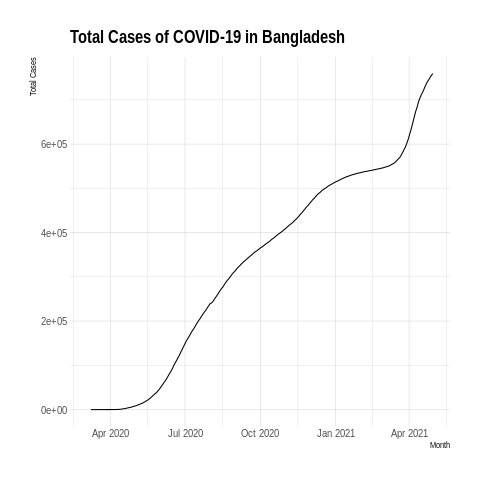 Total Cases of COVID-19 in Bangladesh
Total Cases
6e+05
4e+05
2e+05
0e+00
Apr 2020 Jul 2020 Oct 2020 Jan 2021 Apr 2021
Month